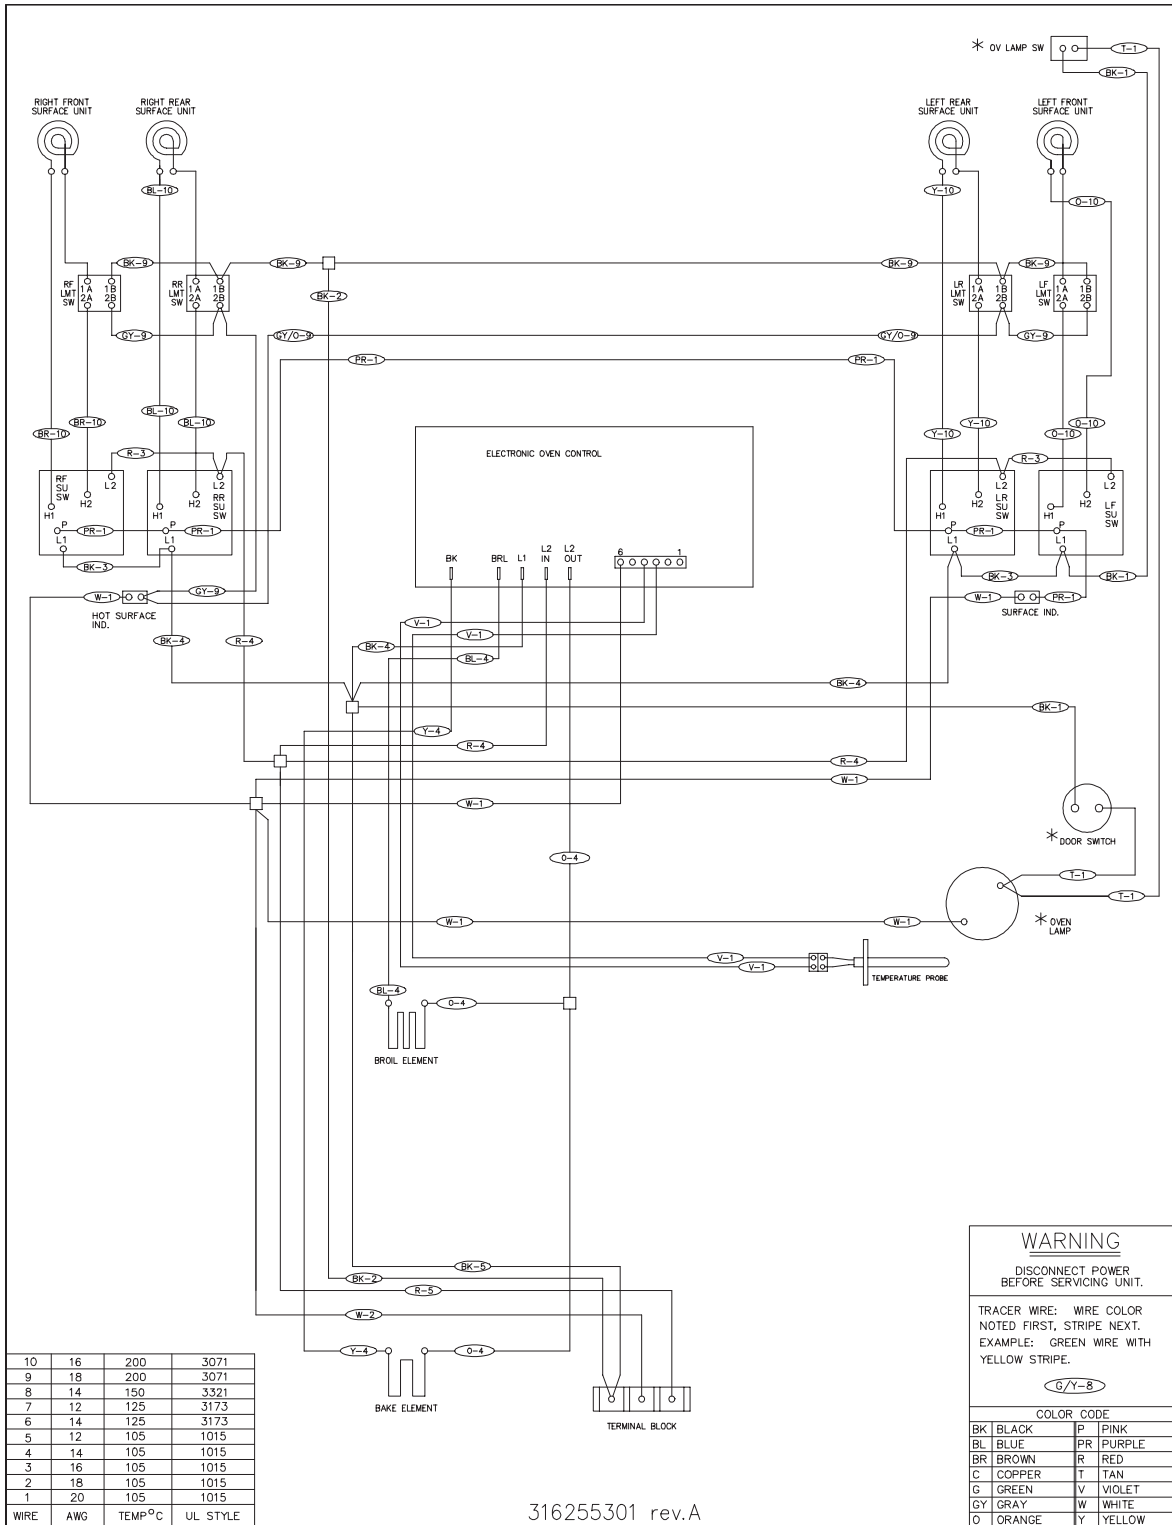 * OV LAMP SW
T-1
BK-1
RIGHT FRONT
SURFACE UNIT
RIGHT REAR
SURFACE UNIT
LEFT REAR
SURFACE UNIT
LEFT FRONT
SURFACE UNIT
BL-10
Y-10
O-10
BK-9
BK-9
BK-9
BK-9
RF
LMT
SW
1A
2A
1B
2B
RR
LMT
SW
1A
2A
1B
2B
BK-2
LR
LMT
SW
1A
2A
1B
2B
LF
LMT
SW
1A
2A
1B
2B
GY-9
GY/O-9
GY/O-9
GY-9
PR-1
PR-1
BR-10
BR-10
BL-10
BL-10
Y-10
Y-10
O-10
O-10
R-3
R-3
ELECTRONIC OVEN CONTROL
RF
SU
SW
H1
H2
L2
P
L1
RR
SU
SW
H1
H2
L2
P
L1
LR
SU
SW
H1
H2
L2
P
L1
LF
SU
SW
H1
H2
L2
P
L1
PR-1
PR-1
PR-1
BK-3
BK-3
BK-1
BK
BRL
L1
L2
IN
L2
OUT
6
1
W-1
GY-9
HOT SURFACE
IND.
W-1
PR-1
SURFACE IND.
V-1
V-1
BK-4
R-4
BK-4
BL-4
BK-4
BK-1
Y-4
R-4
R-4
W-1
W-1
* DOOR SWITCH
O-4
T-1
T-1
W-1
W-1
* OVEN
LAMP
V-1
V-1
TEMPERATURE PROBE
BL-4
O-4
BROIL ELEMENT
BK-5
BK-2
R-5
W-2
Y-4
O-4
BAKE ELEMENT
TERMINAL BLOCK
10 16 200 3071
9 18 200 3071
8 14 150 3321
7 12 125 3173
6 14 125 3173
5 12 105 1015
4 14 105 1015
3 16 105 1015
2 18 105 1015
1 20 105 1015
WIRE AWG TEMP°C UL STYLE
316255301 rev.A
WARNING
DISCONNECT POWER
BEFORE SERVICING UNIT.
TRACER WIRE: WIRE COLOR
NOTED FIRST, STRIPE NEXT.
EXAMPLE: GREEN WIRE WITH
YELLOW STRIPE.
G/Y-8
COLOR CODE
BK BLACK P PINK
BL BLUE PR PURPLE
BR BROWN R RED
C COPPER T TAN
G GREEN V VIOLET
GY GRAY W WHITE
O ORANGE Y YELLOW